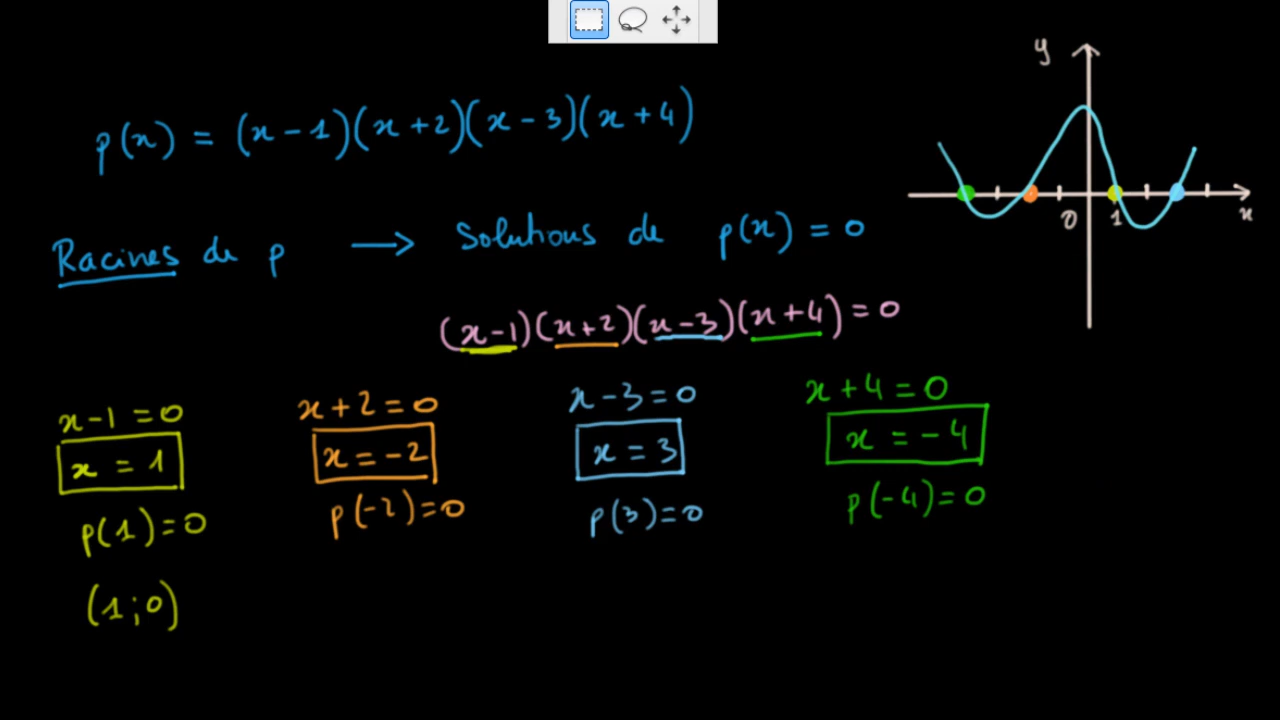 p(x) = (x-1)(x+2)(x-3)(x+4)
Racines de p → Solutions de p(x) = 0
(x-1)(x+2)(x-3)(x+4) = 0
x-1 = 0 x+2 = 0 x-3 = 0 x+4 = 0
x = 1 x = -2 x = 3 x = -4
p(1) = 0 p(-2) = 0 p(3) = 0 p(-4) = 0
(1;0)
y
0 1 x